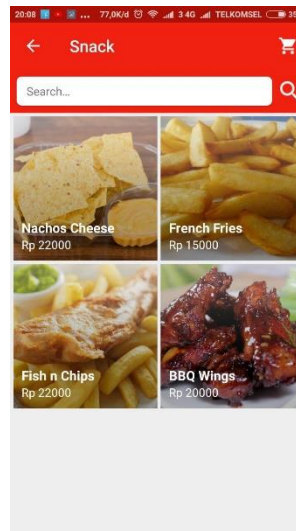 20:08 ... 77,0K/d 3 4G TELKOMSEL 35
Snack
Search...
Nachos Cheese
Rp 22000
French Fries
Rp 15000
Fish n Chips
Rp 22000
BBQ Wings
Rp 20000